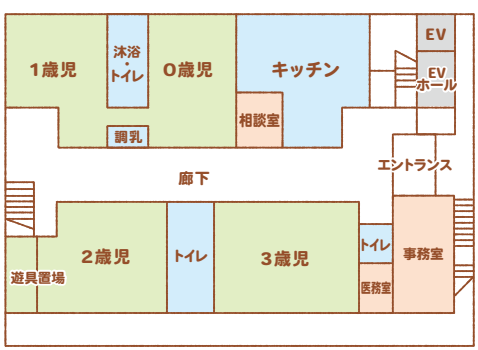 1歳児
沐浴
・
トイレ
0歳児
キッチン
EV
EV
ホール
調乳
相談室
エントランス
廊下
2歳児
トイレ
3歳児
トイレ
事務室
遊具置場
医務室